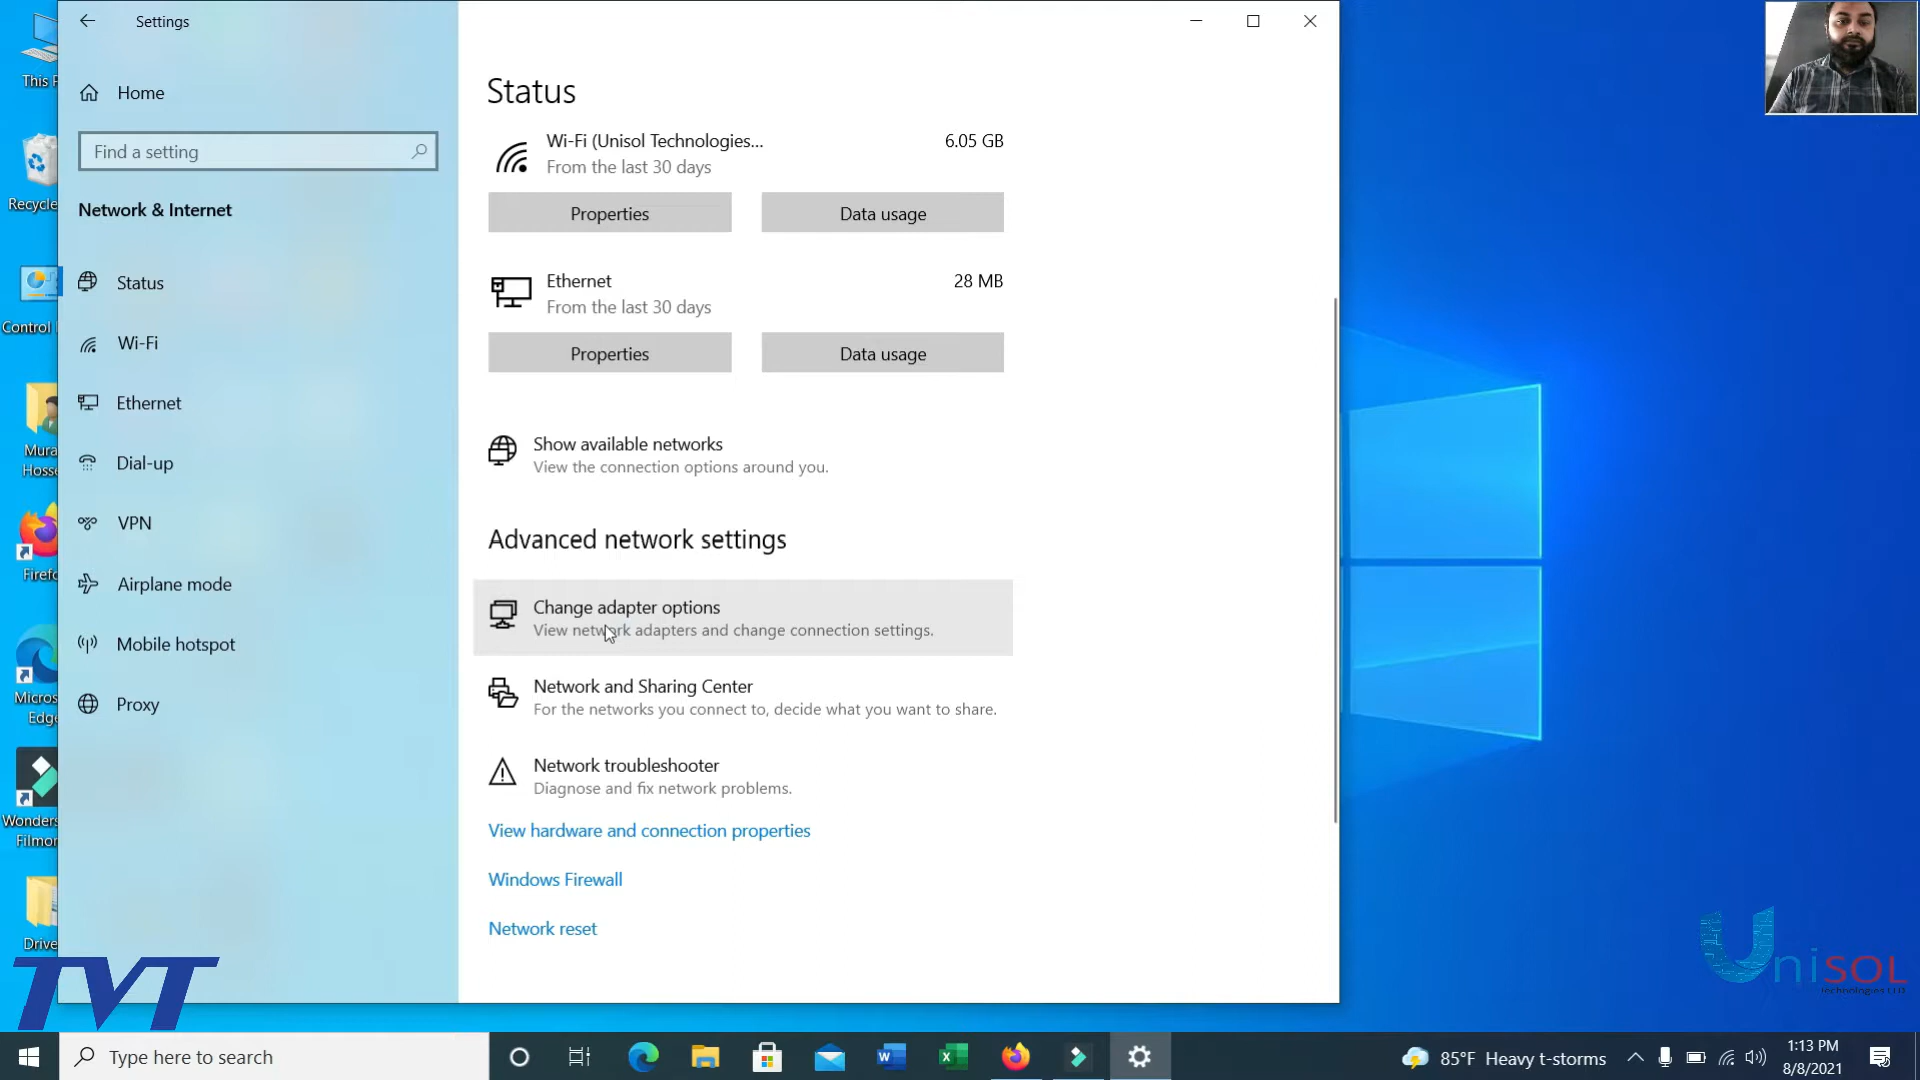 Settings
Home
Find a setting
Network & Internet
Status
Wi-Fi
Ethernet
Dial-up
VPN
Airplane mode
Mobile hotspot
Proxy
Status
Wi-Fi (Unisol Technologies...
6.05 GB
From the last 30 days
Properties
Data usage
Ethernet
28 MB
From the last 30 days
Properties
Data usage
Show available networks
View the connection options around you.
Advanced network settings
Change adapter options
View network adapters and change connection settings.
Network and Sharing Center
For the networks you connect to, decide what you want to share.
Network troubleshooter
Diagnose and fix network problems.
View hardware and connection properties
Windows Firewall
Network reset
This P
Recycle
Control
Mura
Hosse
Firefo
Micros
Edge
Wonders
Filmor
Drive
TVT
UniSOL
Technologies LTD
Type here to search
85°F Heavy t-storms
1:13 PM
8/8/2021